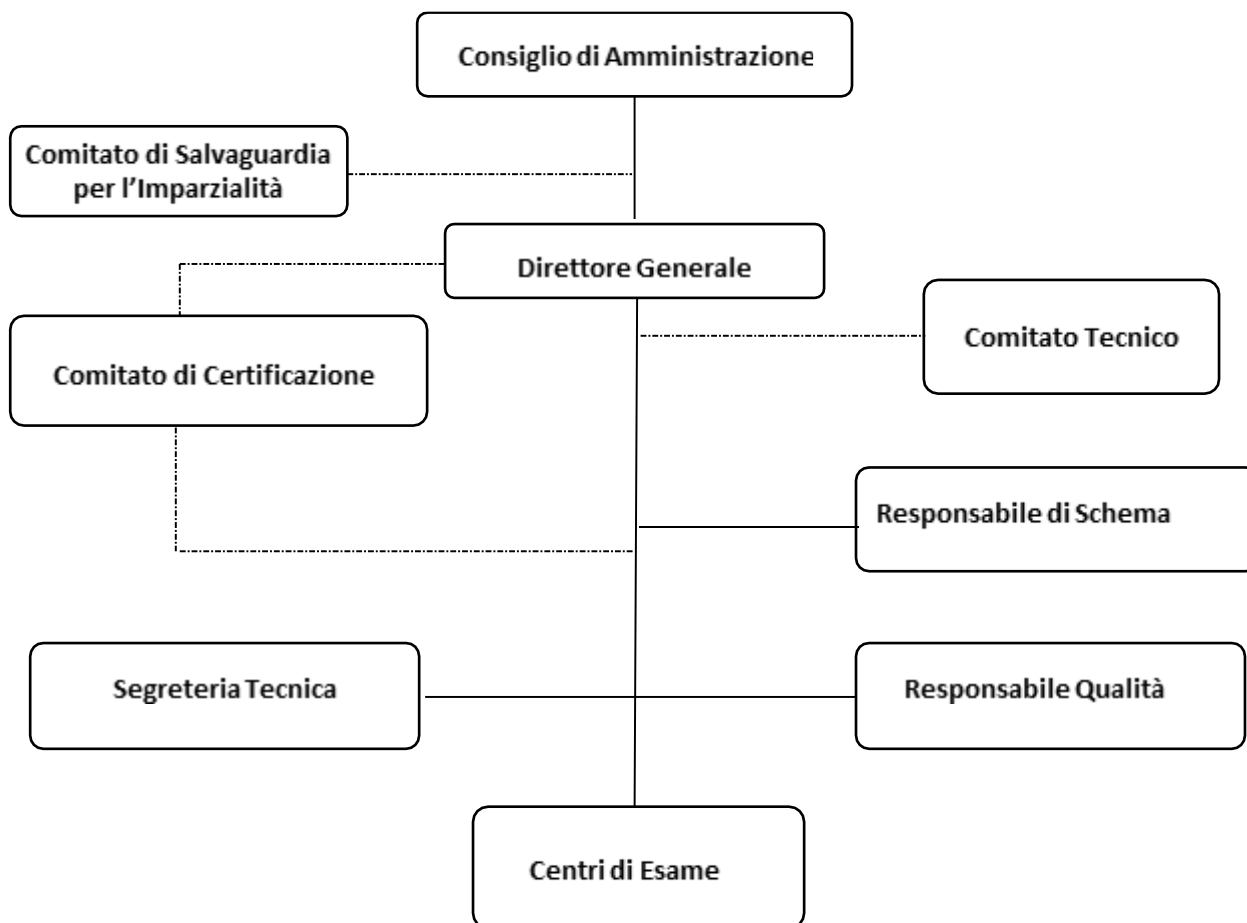 Consiglio di Amministrazione
Comitato di Salvaguardia
per l’Imparzialità
Direttore Generale
Comitato Tecnico
Comitato di Certificazione
Responsabile di Schema
Segreteria Tecnica
Responsabile Qualità
Centri di Esame